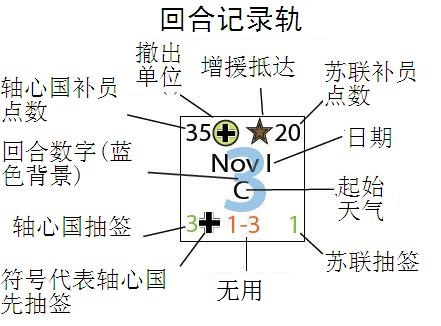 回合记录轨
撤出
单位
增援抵达
轴心国补员
点数
苏联补员
点数
35 20
日期
Nov I
回合数字(蓝
色背景)
3
C
起始
天气
轴心国抽签
3 1-3 1
苏联抽签
符号代表轴心国
先抽签
无用